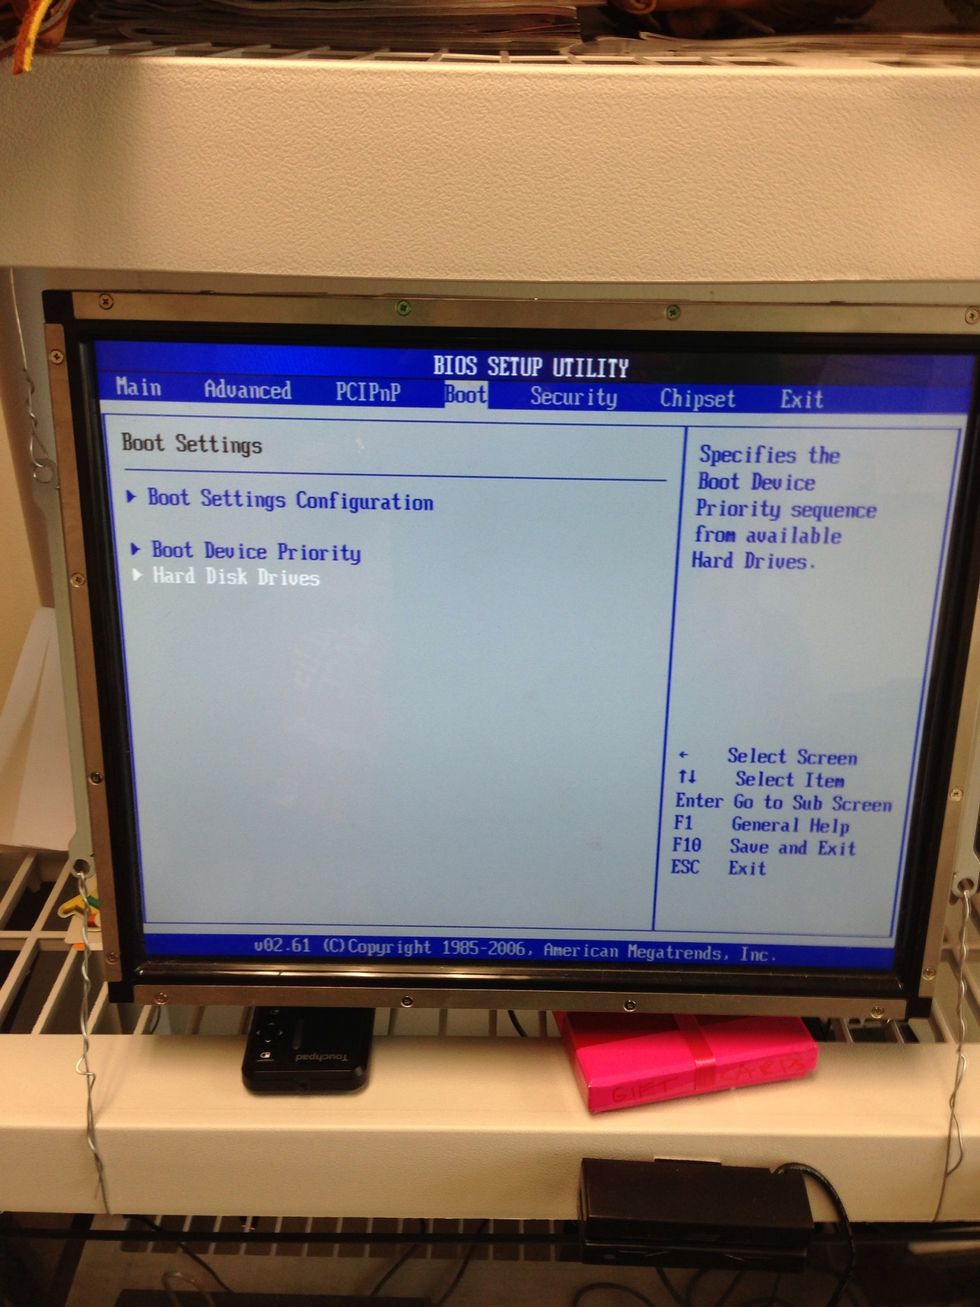 BIOS SETUP UTILITY
Main Advanced PCIPnP Boot Security Chipset Exit
Boot Settings
Boot Settings Configuration
Boot Device Priority
Hard Disk Drives
Specifies the
Boot Device
Priority sequence
from available
Hard Drives.
← Select Screen
↑↓ Select Item
Enter Go to Sub Screen
F1 General Help
F10 Save and Exit
ESC Exit
v02.61 (C)Copyright 1985-2006, American Megatrends, Inc.
Touchpad
GIFT CARDS